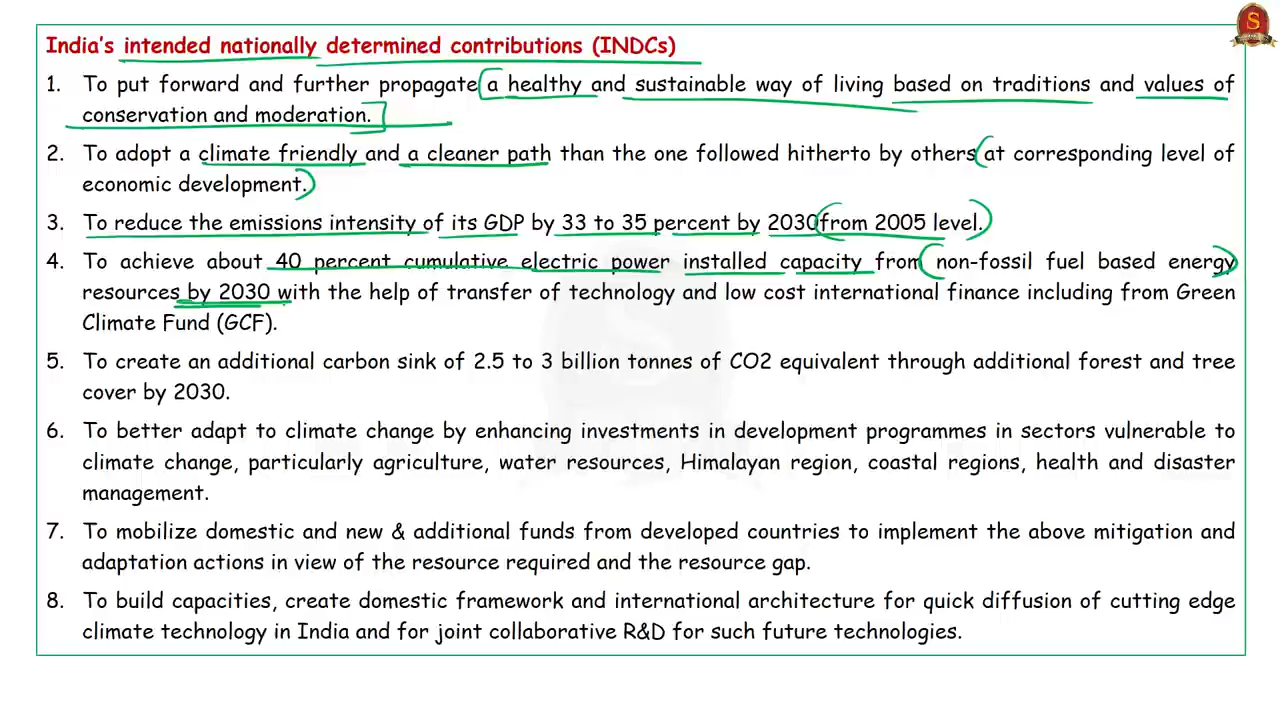 India's intended nationally determined contributions (INDCs)
1. To put forward and further propagate a healthy and sustainable way of living based on traditions and values of
conservation and moderation.
2. To adopt a climate friendly and a cleaner path than the one followed hitherto by others at corresponding level of
economic development.
3. To reduce the emissions intensity of its GDP by 33 to 35 percent by 2030 from 2005 level.
4. To achieve about 40 percent cumulative electric power installed capacity from non-fossil fuel based energy
resources by 2030 with the help of transfer of technology and low cost international finance including from Green
Climate Fund (GCF).
5. To create an additional carbon sink of 2.5 to 3 billion tonnes of CO2 equivalent through additional forest and tree
cover by 2030.
6. To better adapt to climate change by enhancing investments in development programmes in sectors vulnerable to
climate change, particularly agriculture, water resources, Himalayan region, coastal regions, health and disaster
management.
7. To mobilize domestic and new & additional funds from developed countries to implement the above mitigation and
adaptation actions in view of the resource required and the resource gap.
8. To build capacities, create domestic framework and international architecture for quick diffusion of cutting edge
climate technology in India and for joint collaborative R&D for such future technologies.